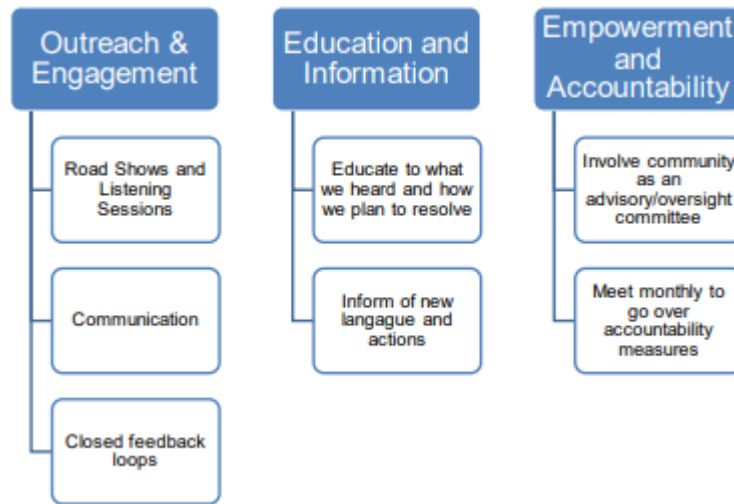 Outreach &
Engagement
Road Shows and
Listening
Sessions
Communication
Closed feedback
loops
Education and
Information
Educate to what
we heard and how
we plan to resolve
Inform of new
langague and
actions
Empowerment
and
Accountability
Involve community
as an
advisory/oversight
committee
Meet monthly to
go over
accountability
measures